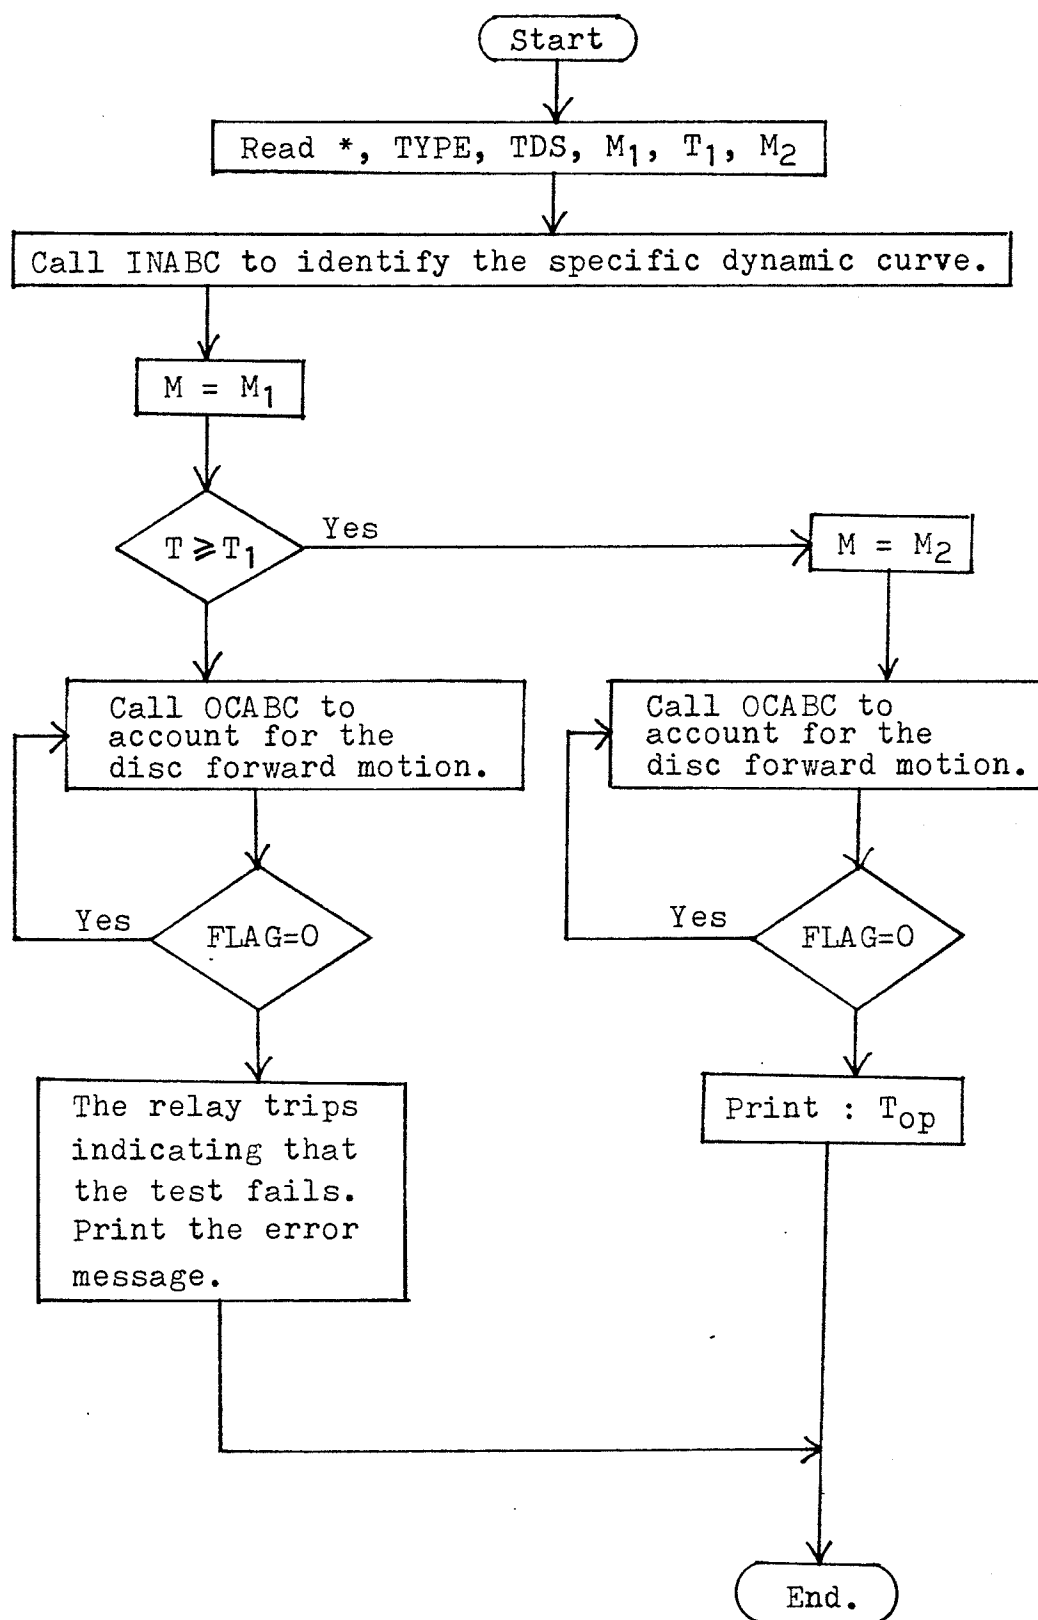 Start
Read *, TYPE, TDS, M1, T1, M2
Call INABC to identify the specific dynamic curve.
M = M1
T ⩾ T1
Yes
M = M2
Call OCABC to
account for the
disc forward motion.
Call OCABC to
account for the
disc forward motion.
Yes
FLAG=0
Yes
FLAG=0
The relay trips
indicating that
the test fails.
Print the error
message.
Print : Top
End.